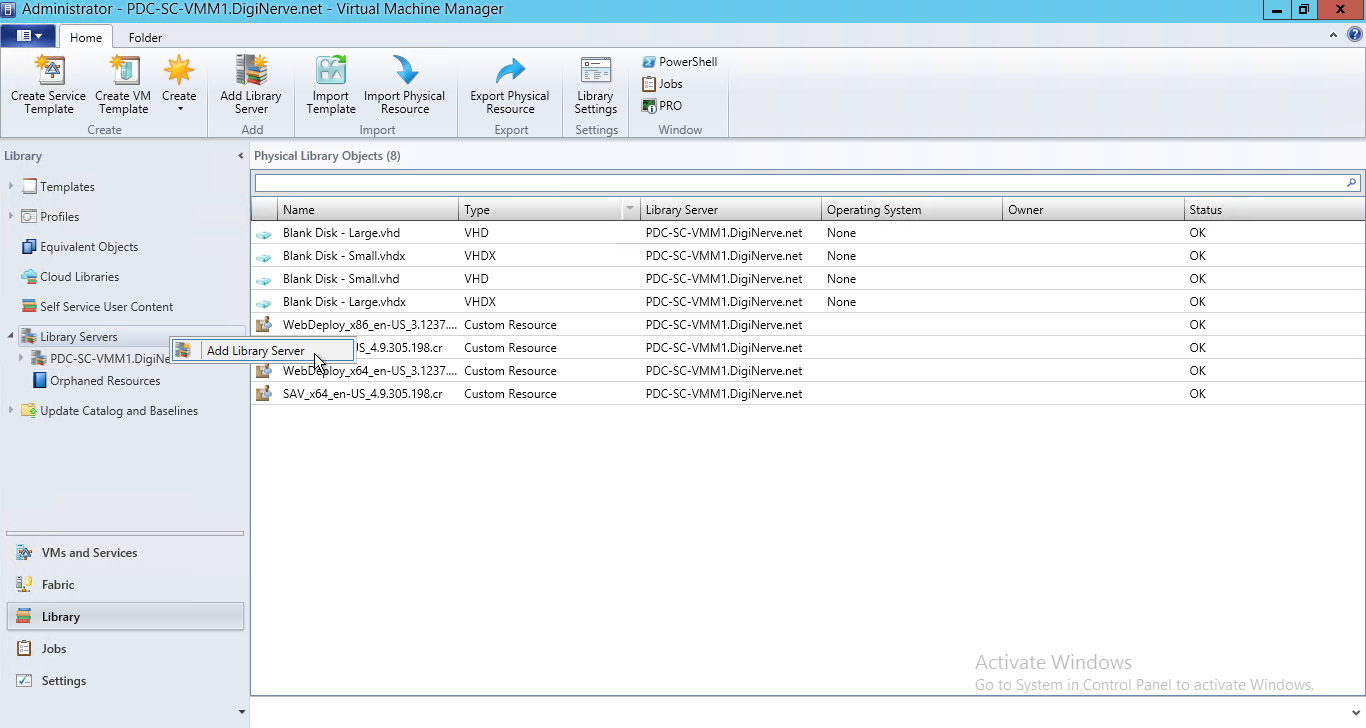 Administrator - PDC-SC-VMM1.DigiNerve.net - Virtual Machine Manager
Home Folder
Create Service Template
Create VM Template
Create
Create
Add Library Server
Add
Import Template
Import Physical Resource
Import
Export Physical Resource
Export
Library Settings
Settings
PowerShell
Jobs
PRO
Window
Library
Templates
Profiles
Equivalent Objects
Cloud Libraries
Self Service User Content
Library Servers
PDC-SC-VMM1.DigiNe
Orphaned Resources
Update Catalog and Baselines
Add Library Server
VMs and Services
Fabric
Library
Jobs
Settings
Physical Library Objects (8)
Name Type Library Server Operating System Owner Status
Blank Disk - Large.vhd VHD PDC-SC-VMM1.DigiNerve.net None OK
Blank Disk - Small.vhdx VHDX PDC-SC-VMM1.DigiNerve.net None OK
Blank Disk - Small.vhd VHD PDC-SC-VMM1.DigiNerve.net None OK
Blank Disk - Large.vhdx VHDX PDC-SC-VMM1.DigiNerve.net None OK
WebDeploy_x86_en-US_3.1237.... Custom Resource PDC-SC-VMM1.DigiNerve.net OK
JS_4.9.305.198.cr Custom Resource PDC-SC-VMM1.DigiNerve.net OK
WebDeploy_x64_en-US_3.1237.... Custom Resource PDC-SC-VMM1.DigiNerve.net OK
SAV_x64_en-US_4.9.305.198.cr Custom Resource PDC-SC-VMM1.DigiNerve.net OK
Activate Windows
Go to System in Control Panel to activate Windows.